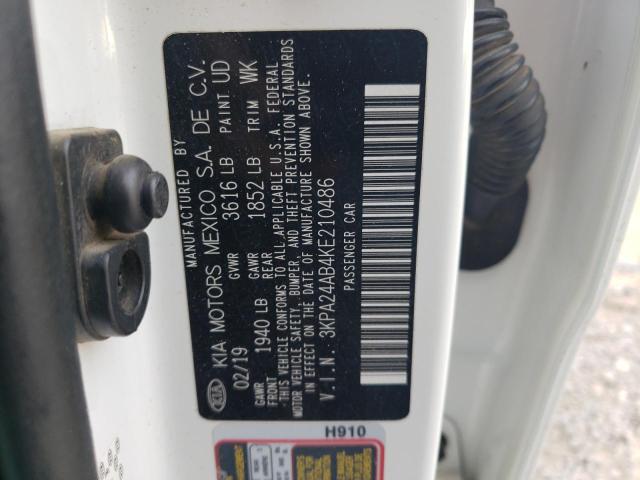 MANUFACTURED BY
KIA KIA MOTORS MEXICO S.A. DE C.V.
02/19 GVWR 3616 LB PAINT UD
GAWR FRONT 1940 LB GAWR REAR 1852 LB TRIM WK
THIS VEHICLE CONFORMS TO ALL APPLICABLE U.S.A. FEDERAL
MOTOR VEHICLE SAFETY, BUMPER, AND THEFT PREVENTION STANDARDS
IN EFFECT ON THE DATE OF MANUFACTURE SHOWN ABOVE.
V.I.N.: 3KPA24AB4KE210486
PASSENGER CAR
H910